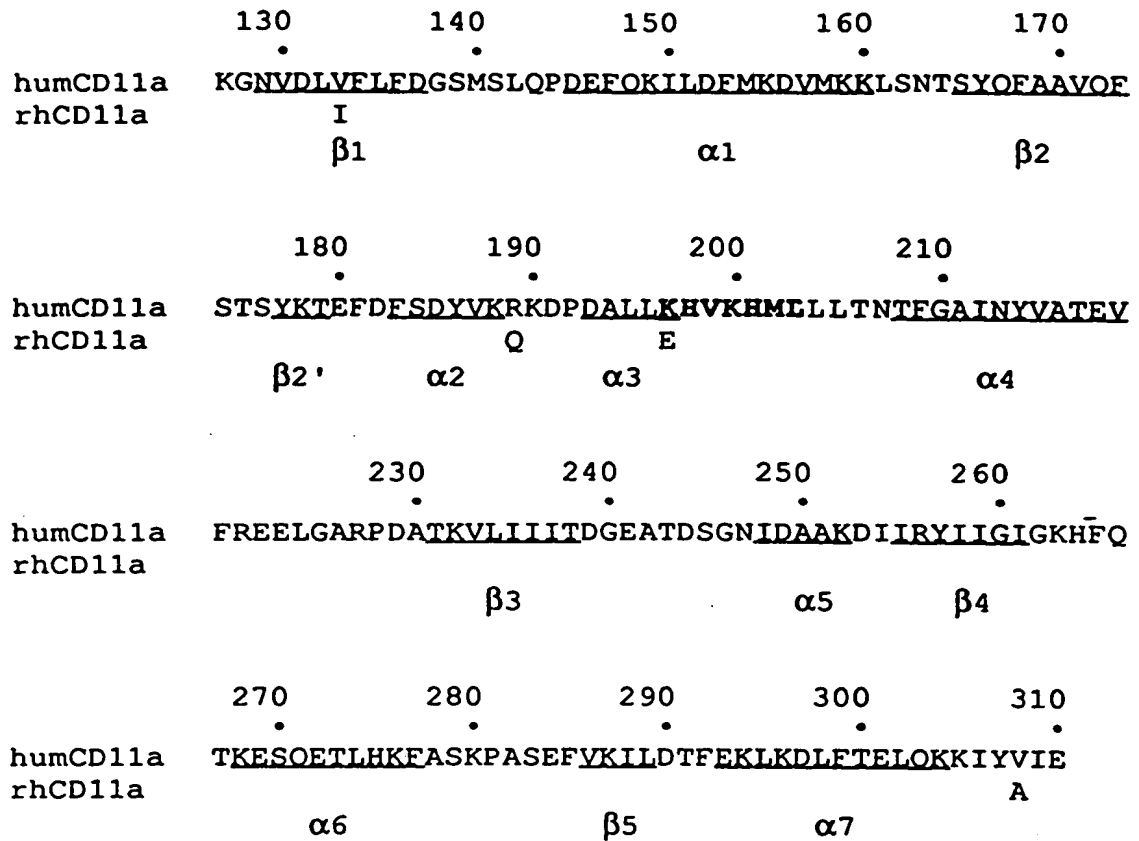 130 140 150 160 170
humCD11a KGNVDLVFLFDGSMSLQPDEFQKILDFMKDVMKKLSNTSYQFAAVQF
rhCD11a I
β1 α1 β2
180 190 200 210
humCD11a STSYKTEFDFSDYVKRKDPDALLKHVKHMLLLTNTFGAINYVATEV
rhCD11a Q E
β2' α2 α3 α4
230 240 250 260
humCD11a FREELGARPDATKVLIIITDGEATDSGNIDAAKDIIRYIIGIGKHFQ
rhCD11a
β3 α5 β4
270 280 290 300 310
humCD11a TKESQETLHKFASKPASEFVKILDTFEKLKDLFTELQKKIYVIE
rhCD11a A
α6 β5 α7